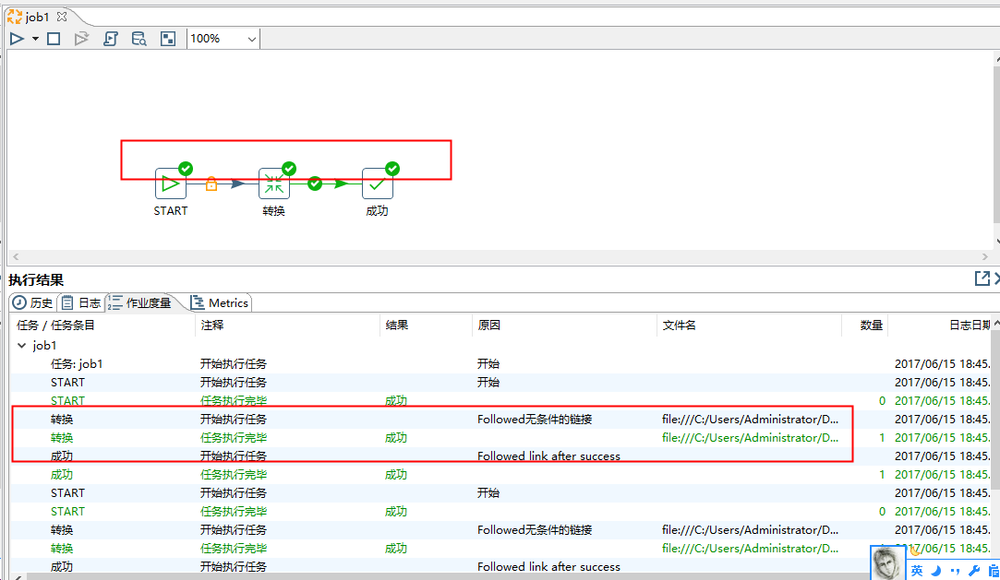 job1
100%
START 转换 成功
执行结果
历史 日志 作业度量 Metrics
任务 / 任务条目 注释 结果 原因 文件名 数量 日志日期
job1
任务: job1 开始执行任务 开始 2017/06/15 18:45.
START 开始执行任务 开始 2017/06/15 18:45.
START 任务执行完毕 成功 0 2017/06/15 18:45.
转换 开始执行任务 Followed无条件的链接 file:///C:/Users/Administrator/D... 2017/06/15 18:45.
转换 任务执行完毕 成功 file:///C:/Users/Administrator/D... 1 2017/06/15 18:45.
成功 开始执行任务 Followed link after success 2017/06/15 18:45.
成功 任务执行完毕 成功 1 2017/06/15 18:45.
START 开始执行任务 开始 2017/06/15 18:45.
START 任务执行完毕 成功 0 2017/06/15 18:45.
转换 开始执行任务 Followed无条件的链接 file:///C:/Users/Administrator/D... 2017/06/15 18:45.
转换 任务执行完毕 成功 file:///C:/Users/Administrator/D... 17/06/15 18:45.
成功 开始执行任务 Followed link after success
英